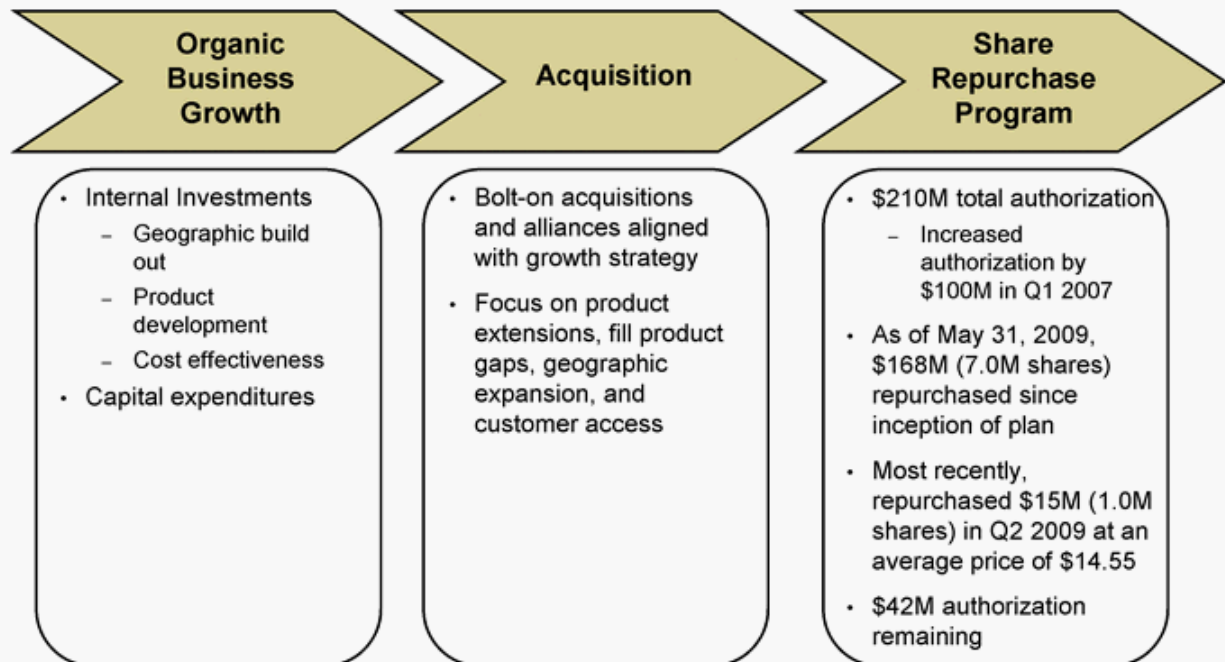 Organic
Business
Growth
• Internal Investments
– Geographic build
out
– Product
development
– Cost effectiveness
• Capital expenditures
Acquisition
• Bolt-on acquisitions
and alliances aligned
with growth strategy
• Focus on product
extensions, fill product
gaps, geographic
expansion, and
customer access
Share
Repurchase
Program
• $210M total authorization
– Increased
authorization by
$100M in Q1 2007
• As of May 31, 2009,
$168M (7.0M shares)
repurchased since
inception of plan
• Most recently,
repurchased $15M (1.0M
shares) in Q2 2009 at an
average price of $14.55
• $42M authorization
remaining